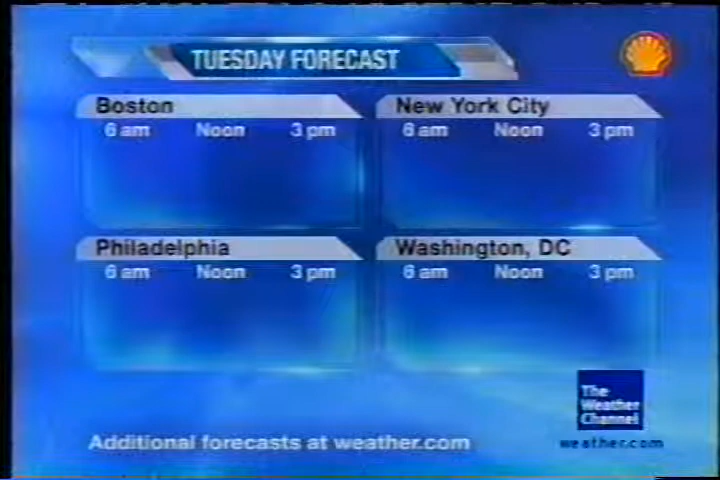 TUESDAY FORECAST
Boston
6 am Noon 3 pm
New York City
6 am Noon 3 pm
Philadelphia
6 am Noon 3 pm
Washington, DC
6 am Noon 3 pm
The
Weather
Channel
weather.com
Additional forecasts at weather.com